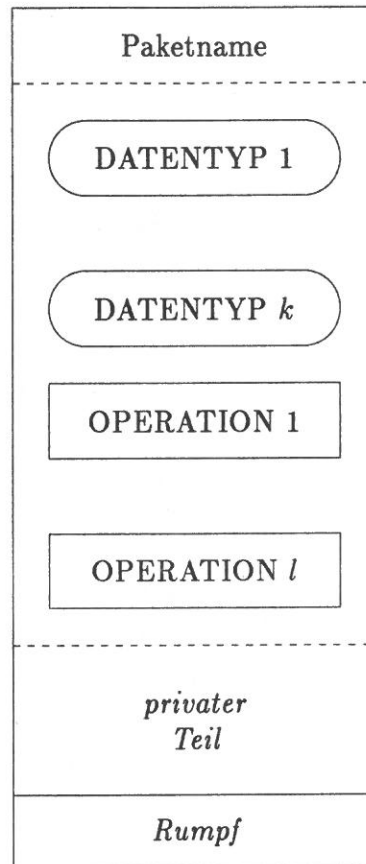 Paketname
DATENTYP 1
DATENTYP k
OPERATION 1
OPERATION l
privater
Teil
Rumpf